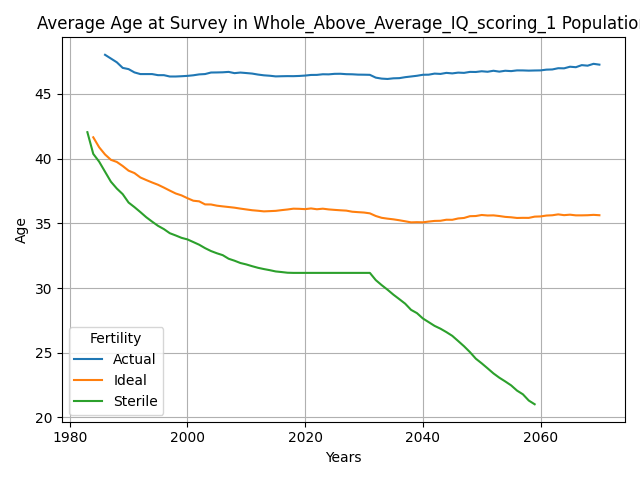 Average Age at Survey in Whole_Above_Average_IQ_scoring_1 Population
Age
45
40
35
30
25
20
Fertility
Actual
Ideal
Sterile
1980
2000
2020
2040
2060
Years